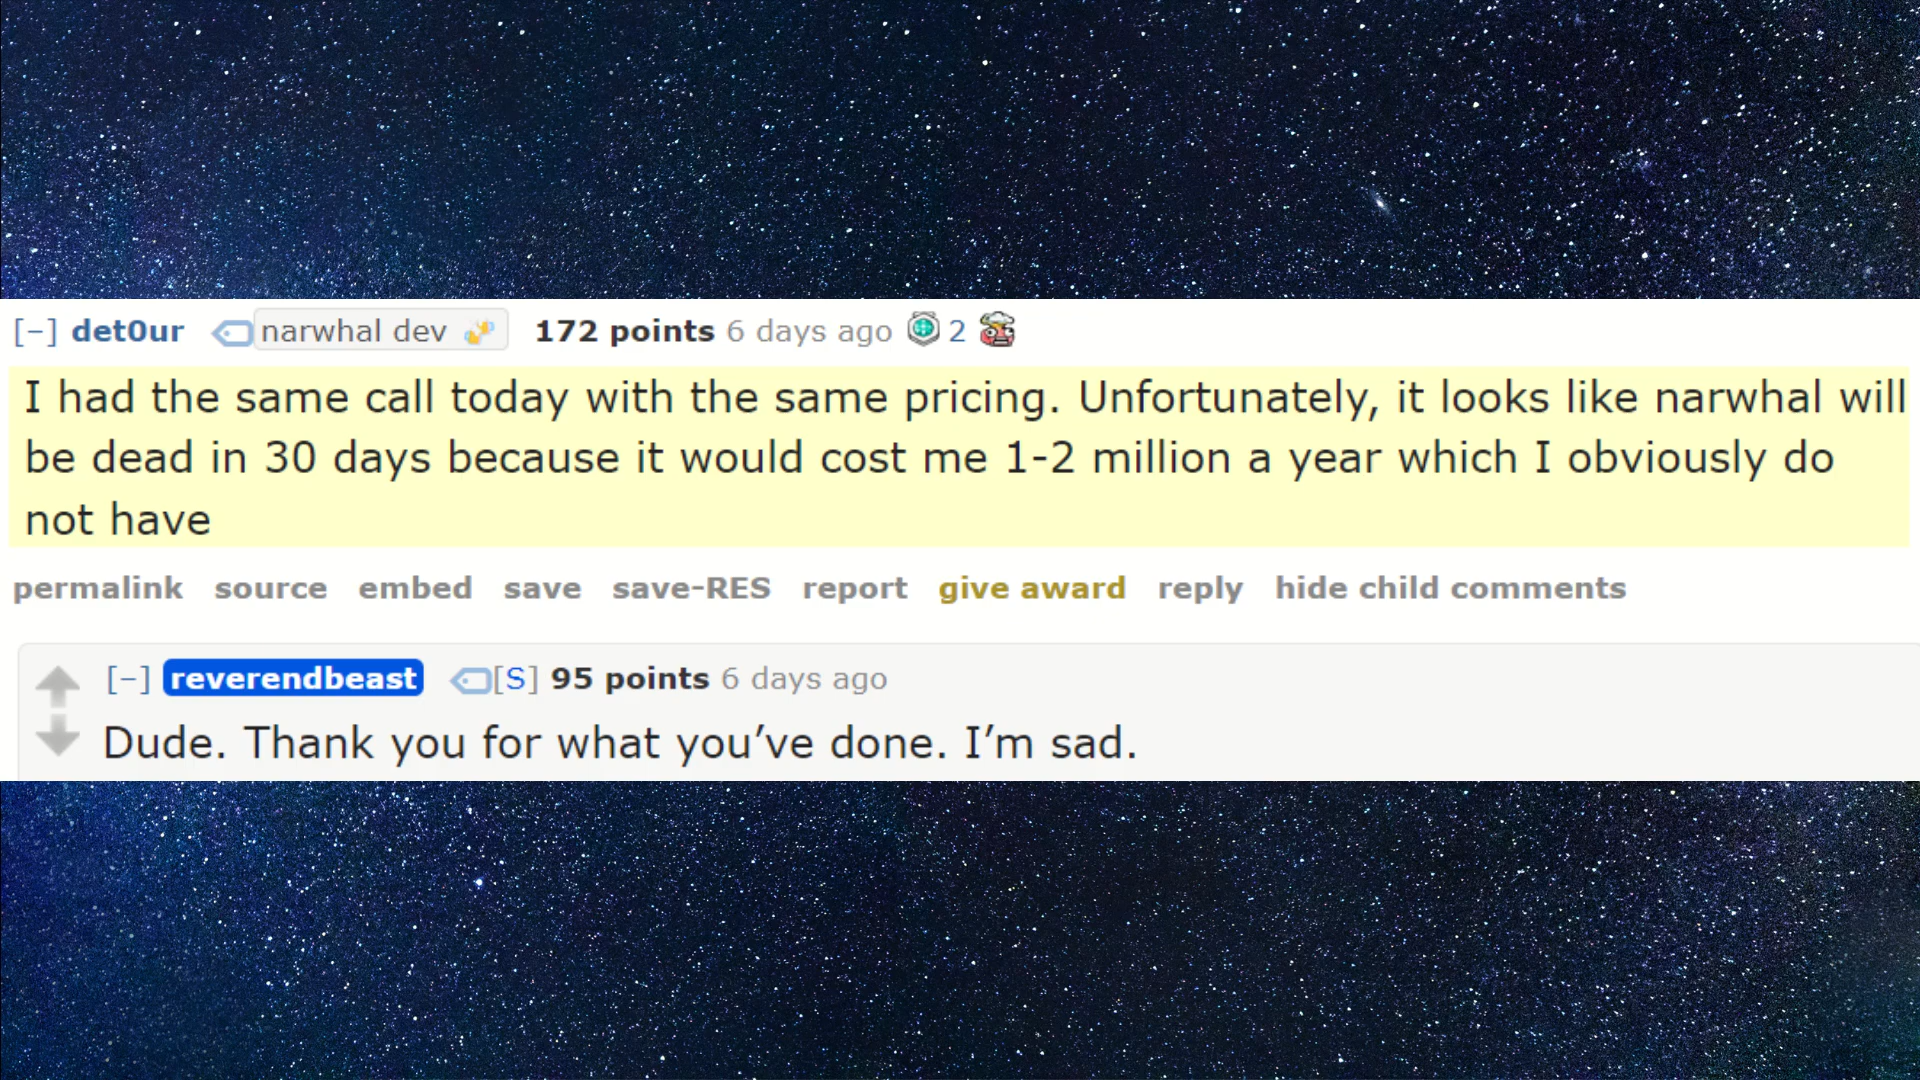 [-] det0ur narwhal dev 172 points 6 days ago 2
I had the same call today with the same pricing. Unfortunately, it looks like narwhal will
be dead in 30 days because it would cost me 1-2 million a year which I obviously do
not have
permalink source embed save save-RES report give award reply hide child comments
[-] reverendbeast [S] 95 points 6 days ago
Dude. Thank you for what you’ve done. I’m sad.